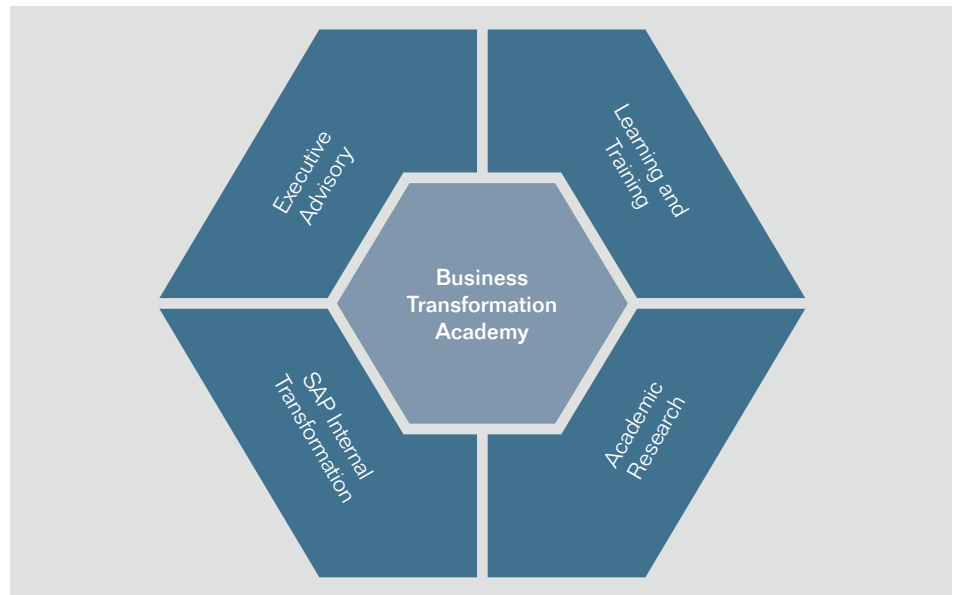 Executive
Advisory
Learning and
Training
Business
Transformation
Academy
SAP Internal
Transformation
Academic
Research